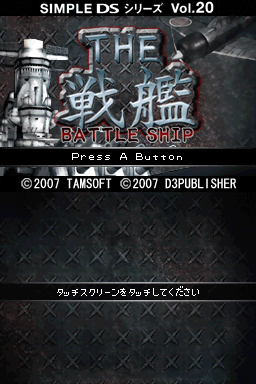 SIMPLE DS シリーズ Vol.20
THE
戦艦
BATTLE SHIP
Press A Button
©2007 TAMSOFT ©2007 D3PUBLISHER
タッチスクリーンをタッチしてください